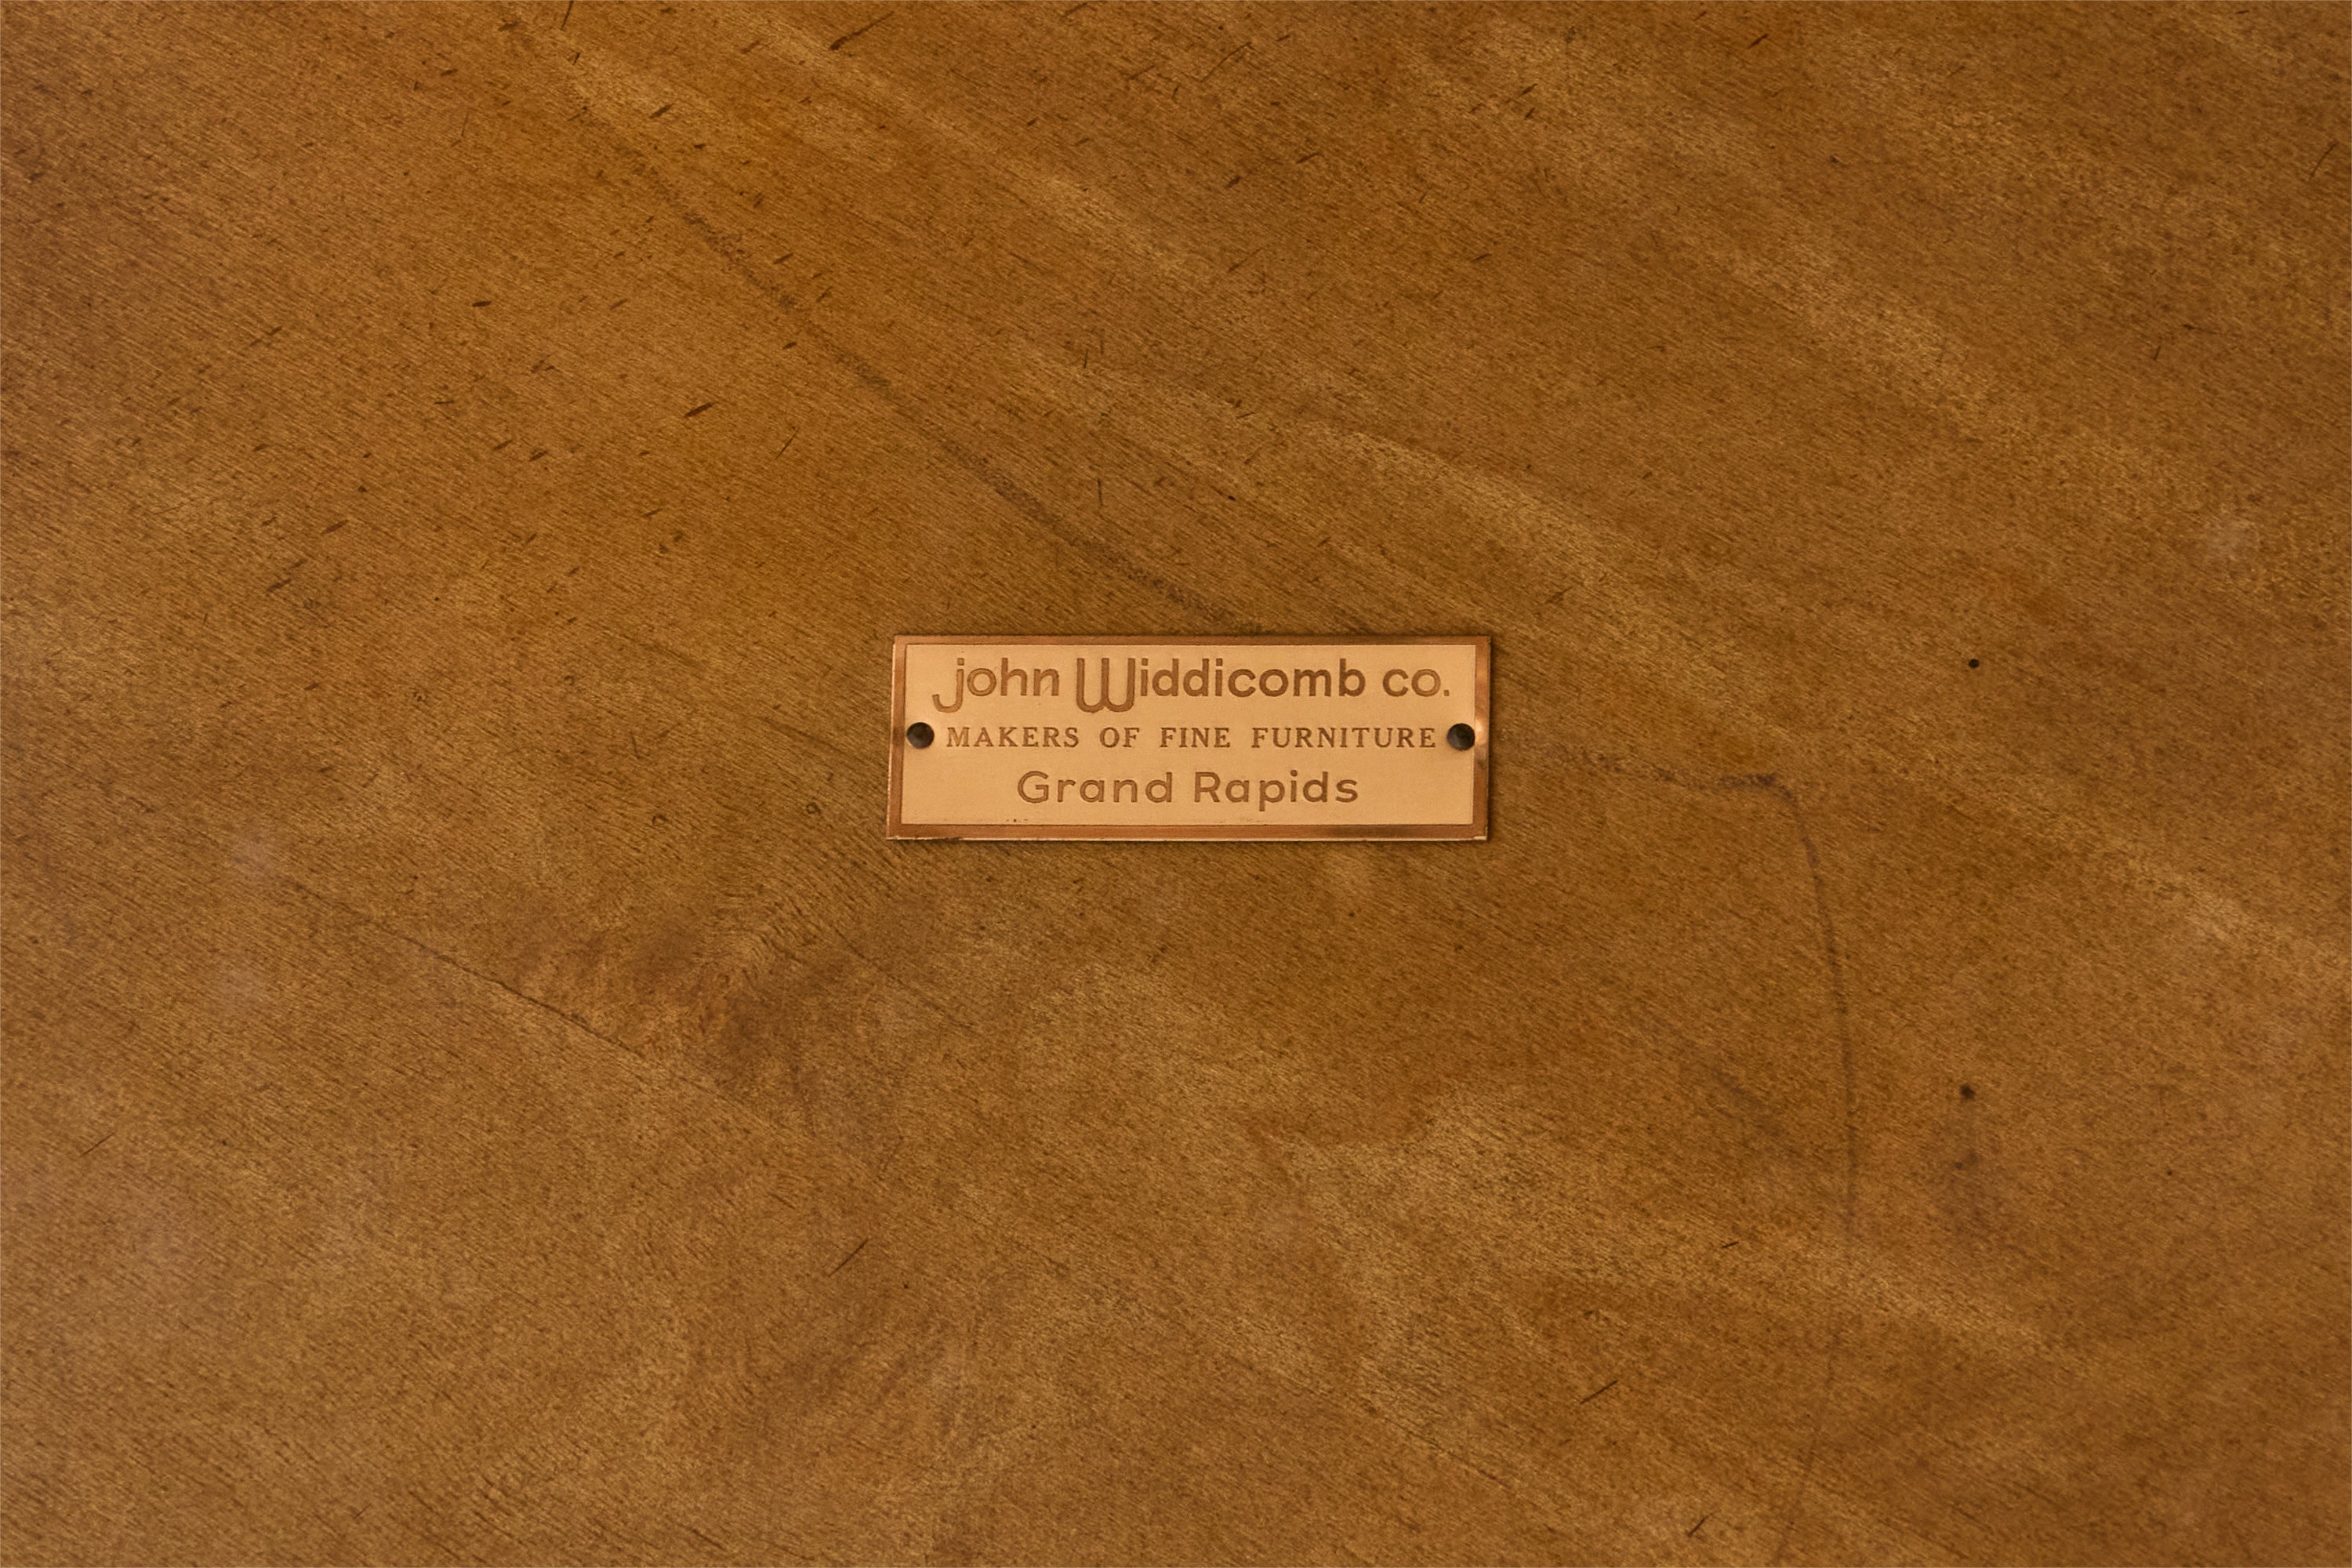 john Widdicomb co.
MAKERS OF FINE FURNITURE
Grand Rapids